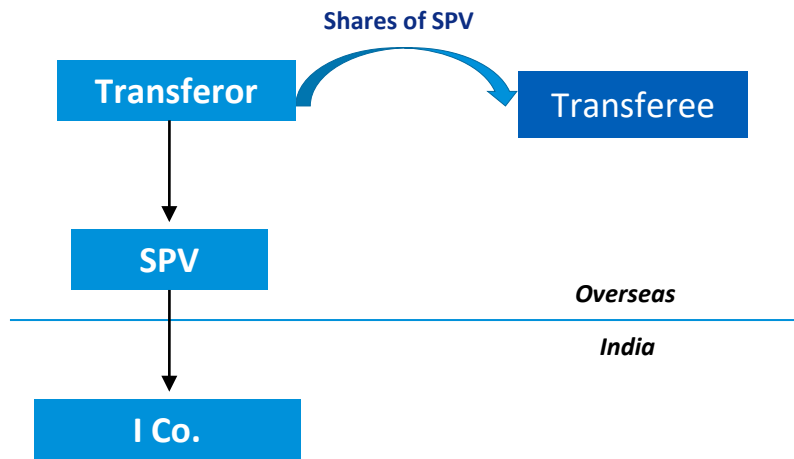 Shares of SPV
Transferor
Transferee
SPV
Overseas
India
I Co.